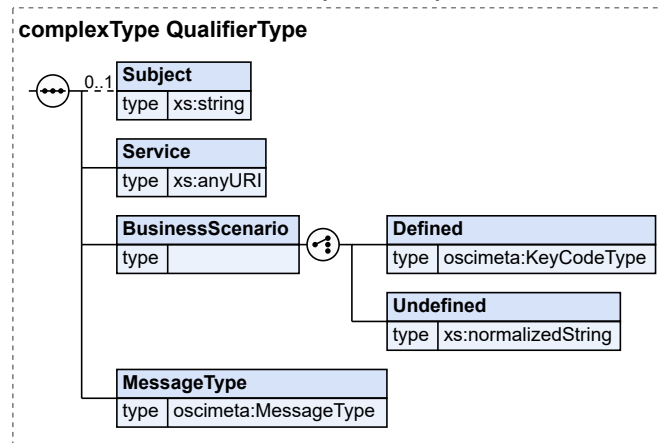 complexType QualifierType
0..1
Subject
type xs:string
Service
type xs:anyURI
BusinessScenario
type
Defined
type oscimeta:KeyCodeType
Undefined
type xs:normalizedString
MessageType
type oscimeta:MessageType